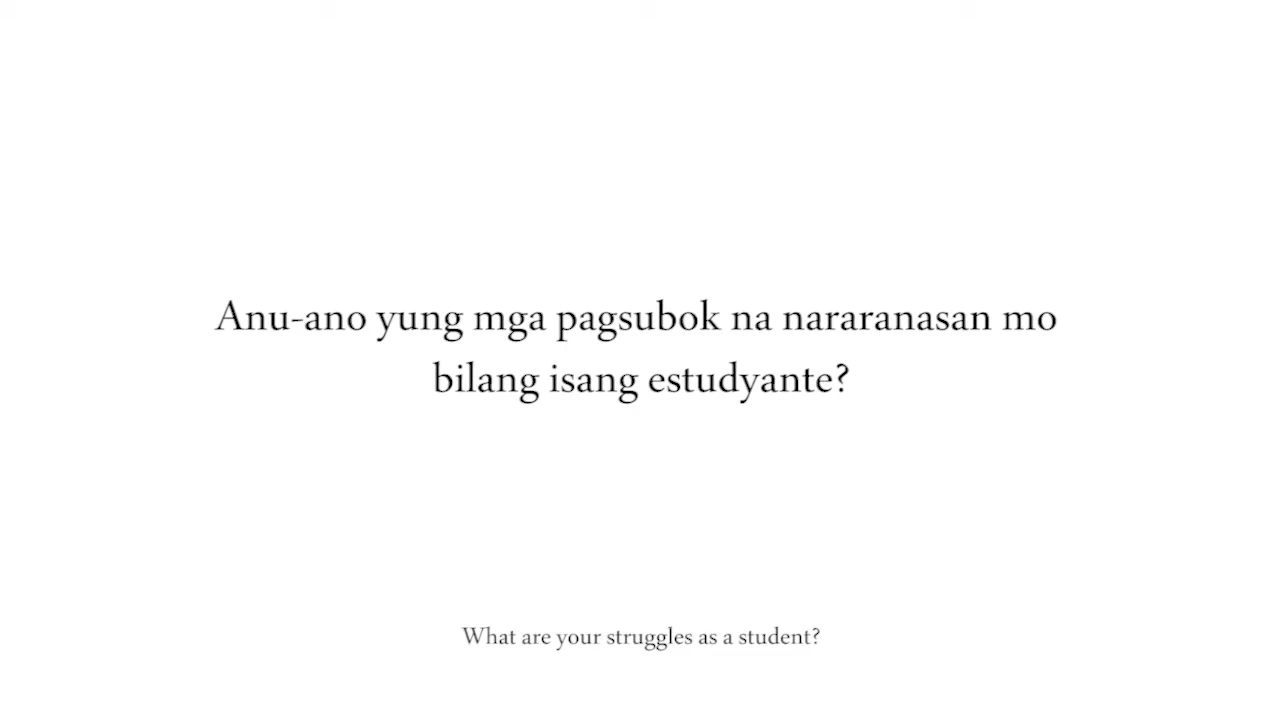 Anu-ano yung mga pagsubok na nararanasan mo
bilang isang estudyante?
What are your struggles as a student?